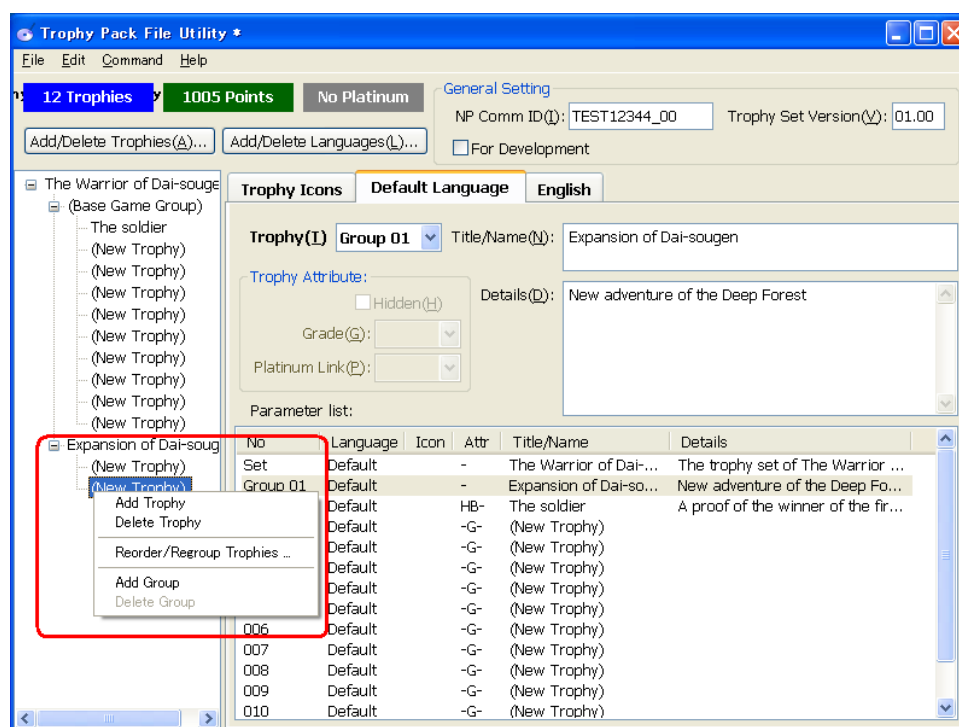 Trophy Pack File Utility *
File Edit Command Help
12 Trophies y 1005 Points No Platinum
General Setting
NP Comm ID(I): TEST12344_00 Trophy Set Version(V): 01.00
Add/Delete Trophies(A)... Add/Delete Languages(L)...
For Development
The Warrior of Dai-souge
(Base Game Group)
The soldier
(New Trophy)
(New Trophy)
(New Trophy)
(New Trophy)
(New Trophy)
(New Trophy)
(New Trophy)
(New Trophy)
(New Trophy)
Expansion of Dai-soug
(New Trophy)
(New Trophy)
Add Trophy
Delete Trophy
Reorder/Regroup Trophies ...
Add Group
Delete Group
Trophy Icons Default Language English
Trophy(T) Group 01 Title/Name(N): Expansion of Dai-sougen
Trophy Attribute:
Hidden(H)
Grade(G):
Platinum Link(P):
Details(D): New adventure of the Deep Forest
Parameter list:
No Language Icon Attr Title/Name Details
Set Default - The Warrior of Dai-... The trophy set of The Warrior ...
Group 01 Default - Expansion of Dai-so... New adventure of the Deep Fo...
Default HB- The soldier A proof of the winner of the fir...
Default -G- (New Trophy)
Default -G- (New Trophy)
Default -G- (New Trophy)
Default -G- (New Trophy)
Default -G- (New Trophy)
006 Default -G- (New Trophy)
007 Default -G- (New Trophy)
008 Default -G- (New Trophy)
009 Default -G- (New Trophy)
010 Default -G- (New Trophy)